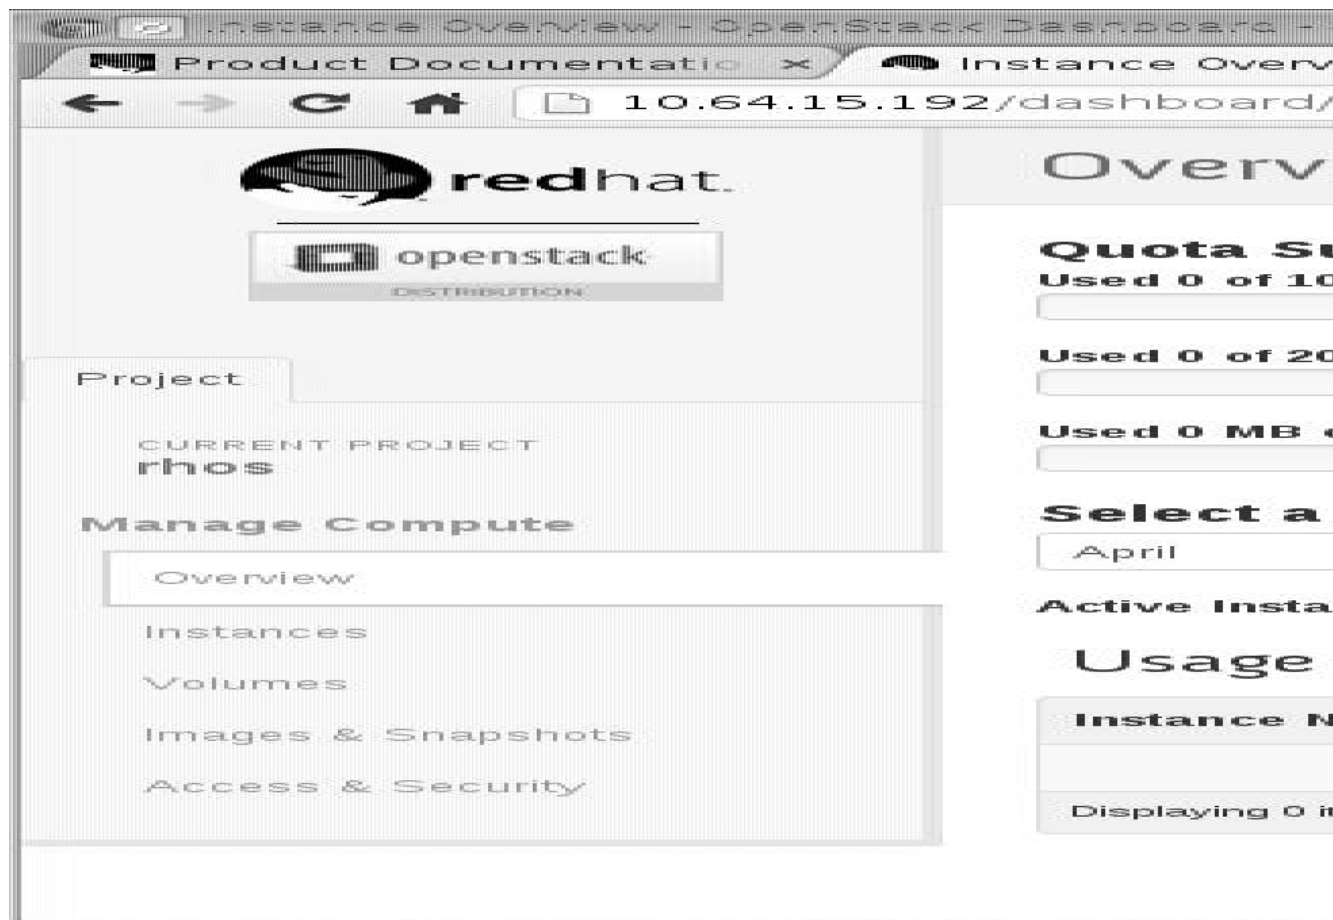 Instance Overview - OpenStack Dashboard -
Product Documentatio
Instance Overv
10.64.15.192/dashboard/
redhat.
openstack
DISTRIBUTION
Project
CURRENT PROJECT
rhos
Manage Compute
Overview
Instances
Volumes
Images & Snapshots
Access & Security
Overv
Quota Su
Used 0 of 10
Used 0 of 20
Used 0 MB
Select a
April
Active Insta
Usage
Instance N
Displaying 0 it